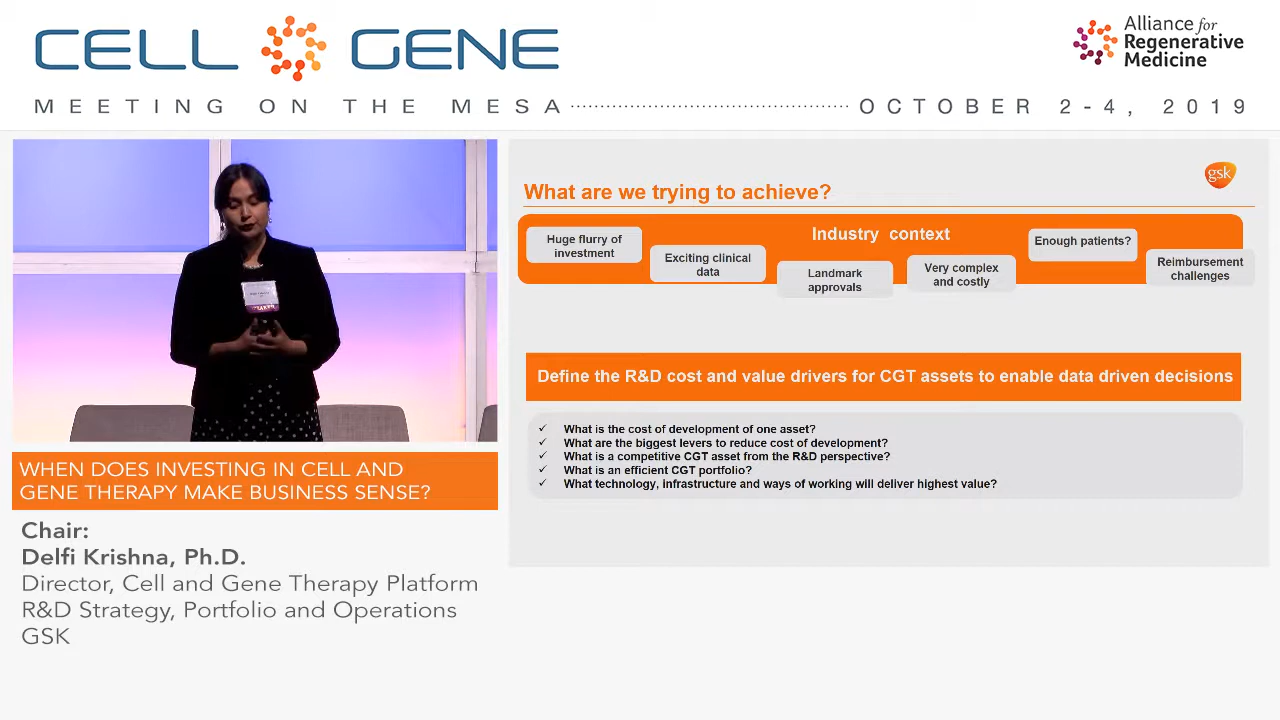 CELL GENE
Alliance for
Regenerative
Medicine
MEETING ON THE MESA
OCTOBER 2-4, 2019
WHEN DOES INVESTING IN CELL AND
GENE THERAPY MAKE BUSINESS SENSE?
Chair:
Delfi Krishna, Ph.D.
Director, Cell and Gene Therapy Platform
R&D Strategy, Portfolio and Operations
GSK
gsk
What are we trying to achieve?
Industry context
Huge flurry of
investment
Exciting clinical
data
Landmark
approvals
Very complex
and costly
Enough patients?
Reimbursement
challenges
Define the R&D cost and value drivers for CGT assets to enable data driven decisions
✓ What is the cost of development of one asset?
✓ What are the biggest levers to reduce cost of development?
✓ What is a competitive CGT asset from the R&D perspective?
✓ What is an efficient CGT portfolio?
✓ What technology, infrastructure and ways of working will deliver highest value?